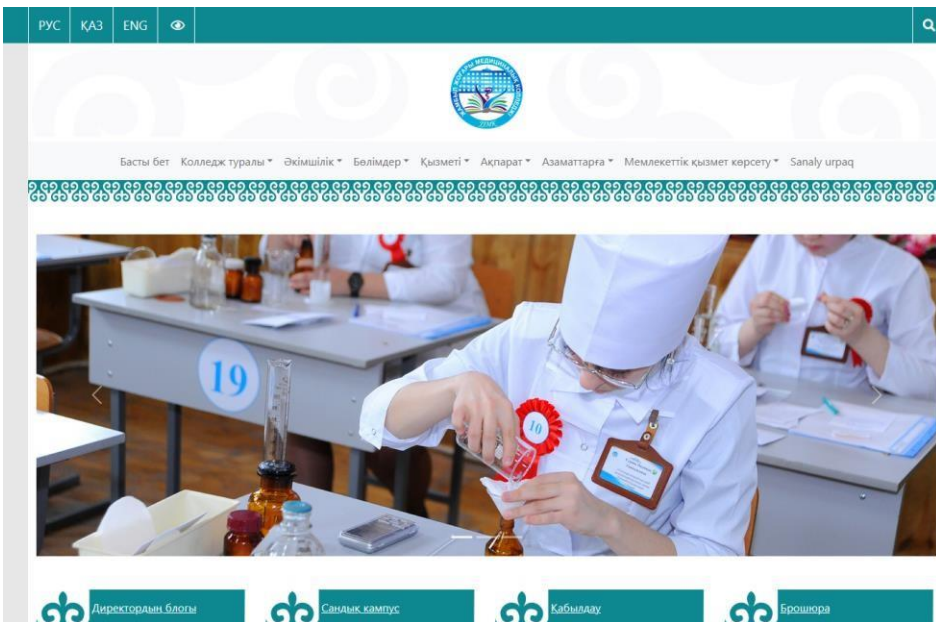 РУС ҚАЗ ENG
Басты бет Колледж туралы Әкімшілік Бөлімдер Қызметі Ақпарат Азаматтарға Мемлекеттік қызмет көрсету Sanaly urpaq
19
10
Директордың блогы Сандық кампус Қабылдау Брошюра